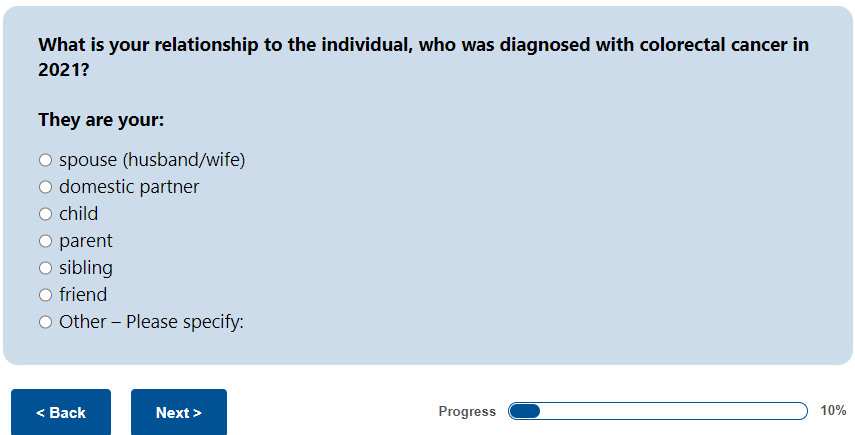 What is your relationship to the individual, who was diagnosed with colorectal cancer in
2021?
They are your:
spouse (husband/wife)
domestic partner
child
parent
sibling
friend
Other – Please specify:
< Back
Next >
Progress
10%